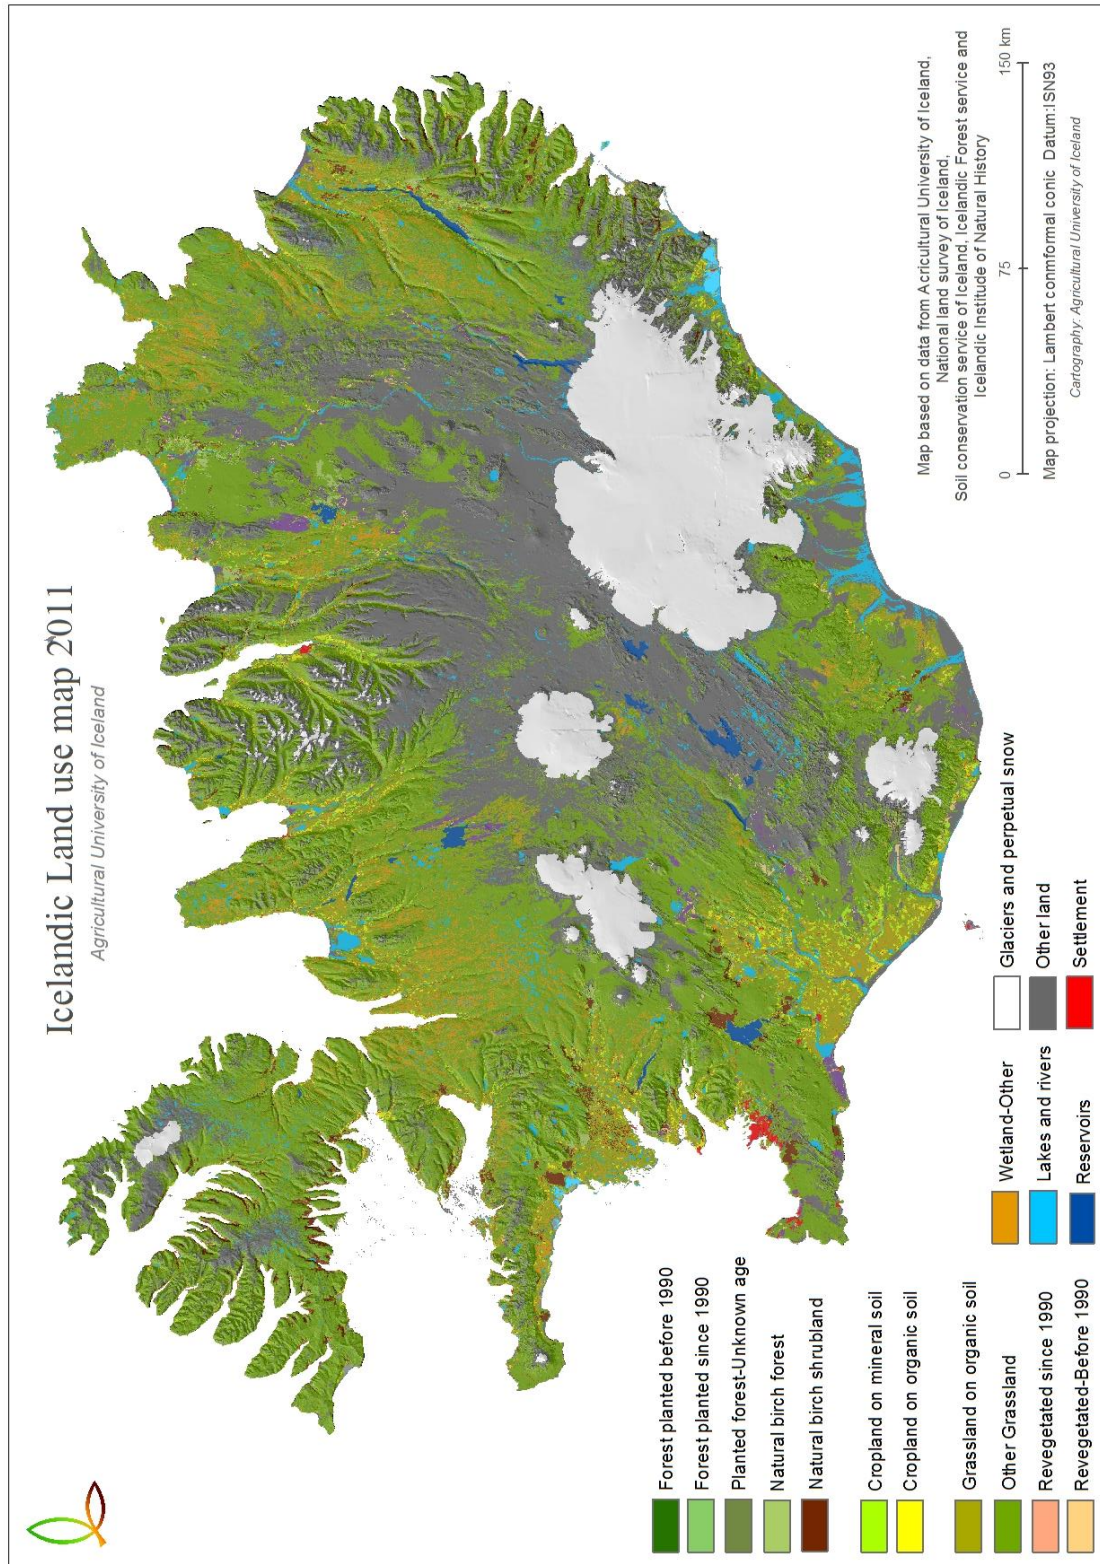 Icelandic Land use map 2011
Agricultural University of Iceland
Forest planted before 1990
Forest planted since 1990
Planted forest-Unknown age
Natural birch forest
Natural birch shrubland
Cropland on mineral soil
Cropland on organic soil
Grassland on organic soil
Other Grassland
Revegetated since 1990
Revegetated-Before 1990
Wetland-Other
Lakes and rivers
Reservoirs
Glaciers and perpetual snow
Other land
Settlement
Map based on data from Acricultural University of Iceland,
National land survey of Iceland,
Soil conservation service of Iceland, Icelandic Forest service and
Icelandic Institute of Natural History
0 75 150 km
Map projection: Lambert conmformal conic Datum:ISN93
Cartography: Agricultural University of Iceland